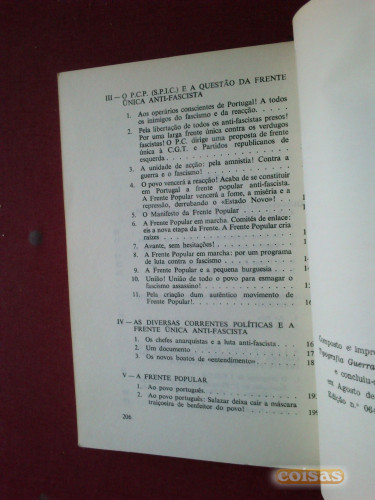 III — O P.C.P. (S.P.I.C.) E A QUESTÃO DA FRENTE
ÚNICA ANTI-FASCISTA
1. Aos operários conscientes de Portugal! A todos
os inimigos do fascismo e da reacção.
2. Pela libertação de todos os anti-fascistas presos!
Por uma larga frente única contra os verdugos
fascistas! O P.C. dirige uma proposta de frente
única à C.G.T. e Partidos republicanos de
esquerda
3. A unidade de acção: pela amnistia! Contra a
guerra e o fascismo!
4. O povo vencerá a reacção! Acaba de se constituir
em Portugal a frente popular anti-fascista.
A Frente Popular vencerá a fome, a miséria e a
repressão, derrubando o «Estado Novo»!
5. O Manifesto da Frente Popular
6. A Frente Popular em marcha. Comités de enlace:
eis a nova etapa da Frente. A Frente Popular cria
raízes
7. Avante, sem hesitações!
8. A Frente Popular em marcha: por um programa
de luta contra o fascismo
9. A Frente Popular e a pequena burguesia
10. União! União de todo o povo para esmagar o
fascismo assassino!
11. Pela criação dum autêntico movimento de
Frente Popular!
IV — AS DIVERSAS CORRENTES POLÍTICAS E A
FRENTE ÚNICA ANTI-FASCISTA
1. Os chefes anarquistas e a luta anti-fascista
2. Um documento
3. Os novos boatos de «entendimentos»
V — A FRENTE POPULAR
1. Ao povo português
2. Ao povo português: Salazar deixa cair a máscara
traiçoeira de benfeitor do povo!
206
Composto e impre
Tipografia Guerra
e concluiu-
em Agosto de
Edição n.º 06-
coisas